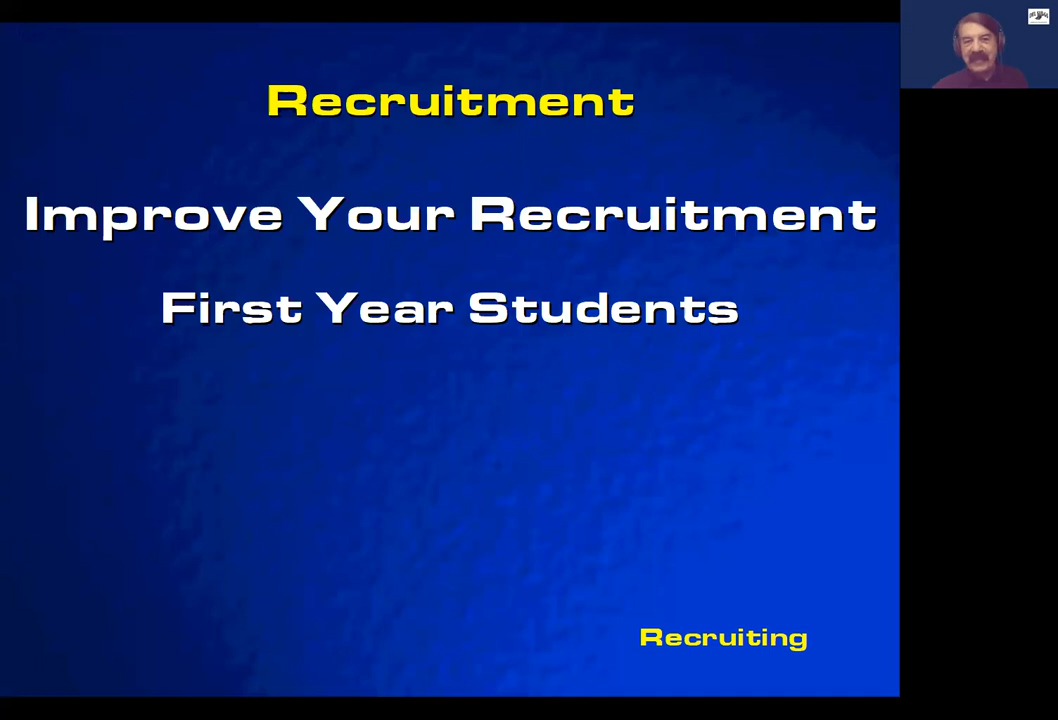 Recruitment
Improve Your Recruitment
First Year Students
Recruiting